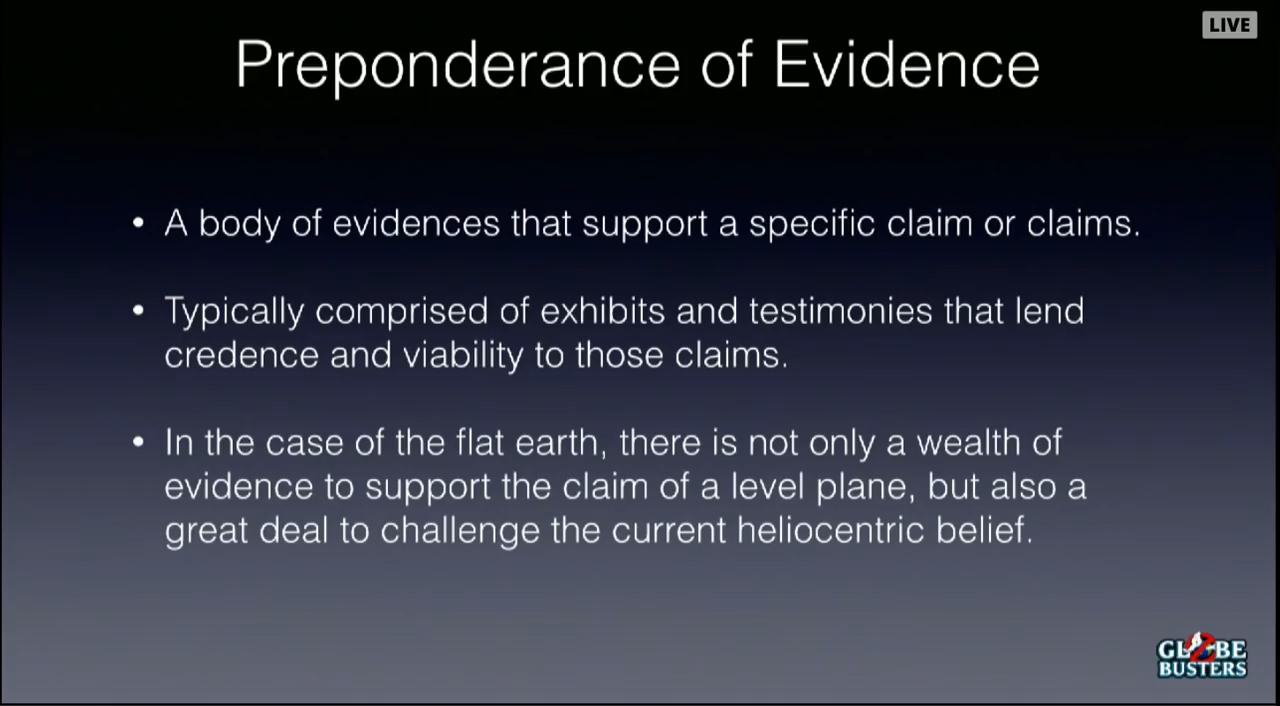 LIVE
Preponderance of Evidence
• A body of evidences that support a specific claim or claims.
• Typically comprised of exhibits and testimonies that lend
credence and viability to those claims.
• In the case of the flat earth, there is not only a wealth of
evidence to support the claim of a level plane, but also a
great deal to challenge the current heliocentric belief.
GLOBE
BUSTERS